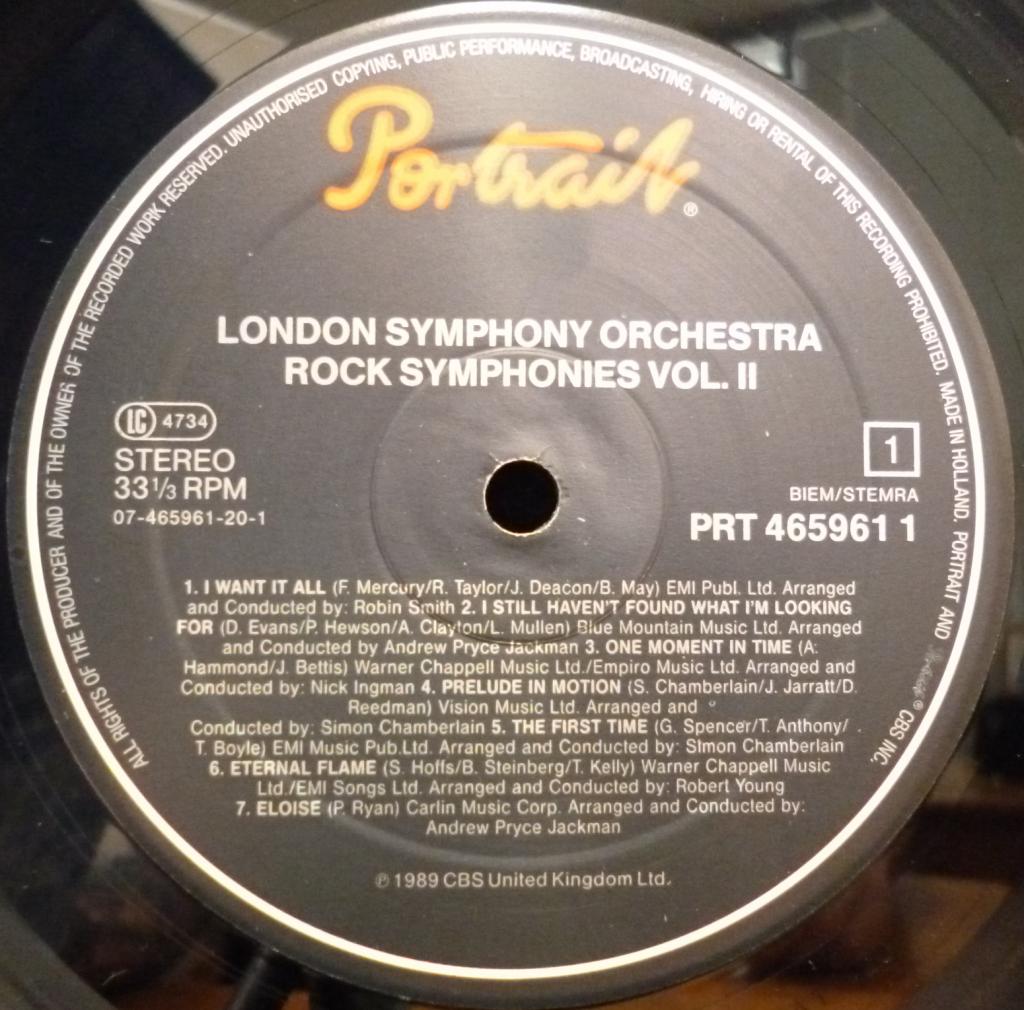 ALL RIGHTS OF THE PRODUCER AND OF THE OWNER OF THE RECORDED WORK RESERVED. UNAUTHORISED COPYING, PUBLIC PERFORMANCE, BROADCASTING, HIRING OR RENTAL OF THIS RECORDING PROHIBITED. MADE IN HOLLAND. PORTRAIT AND Portrait ® CBS INC.
Portrait®
LONDON SYMPHONY ORCHESTRA
ROCK SYMPHONIES VOL. II
LC 4734
STEREO
33 1/3 RPM
07-465961-20-1
1
BIEM/STEMRA
PRT 465961 1
1. I WANT IT ALL (F. Mercury/R. Taylor/J. Deacon/B. May) EMI Publ. Ltd. Arranged
and Conducted by: Robin Smith 2. I STILL HAVEN'T FOUND WHAT I'M LOOKING
FOR (D. Evans/P. Hewson/A. Clayton/L. Mullen) Blue Mountain Music Ltd. Arranged
and Conducted by Andrew Pryce Jackman 3. ONE MOMENT IN TIME (A.
Hammond/J. Bettis) Warner Chappell Music Ltd./Empiro Music Ltd. Arranged and
Conducted by: Nick Ingman 4. PRELUDE IN MOTION (S. Chamberlain/J. Jarratt/D.
Reedman) Vision Music Ltd. Arranged and
Conducted by: Simon Chamberlain 5. THE FIRST TIME (G. Spencer/T. Anthony/
T. Boyle) EMI Music Pub.Ltd. Arranged and Conducted by: SImon Chamberlain
6. ETERNAL FLAME (S. Hoffs/B. Steinberg/T. Kelly) Warner Chappell Music
Ltd./EMI Songs Ltd. Arranged and Conducted by: Robert Young
7. ELOISE (P. Ryan) Carlin Music Corp. Arranged and Conducted by:
Andrew Pryce Jackman
℗ 1989 CBS United Kingdom Ltd.